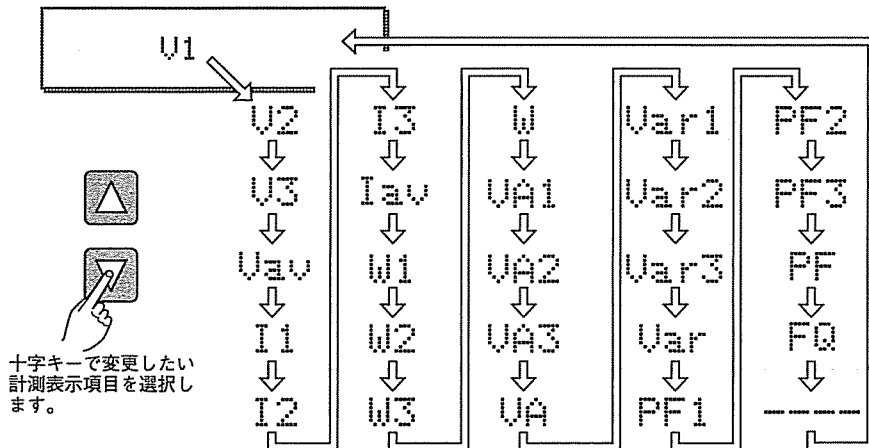 V1
V2
V3
Vav
I1
I2
I3
Iav
W1
W2
W3
W
VA1
VA2
VA3
VA
Var1
Var2
Var3
Var
PF1
PF2
PF3
PF
FQ
----
十字キーで変更したい
計測表示項目を選択し
ます。